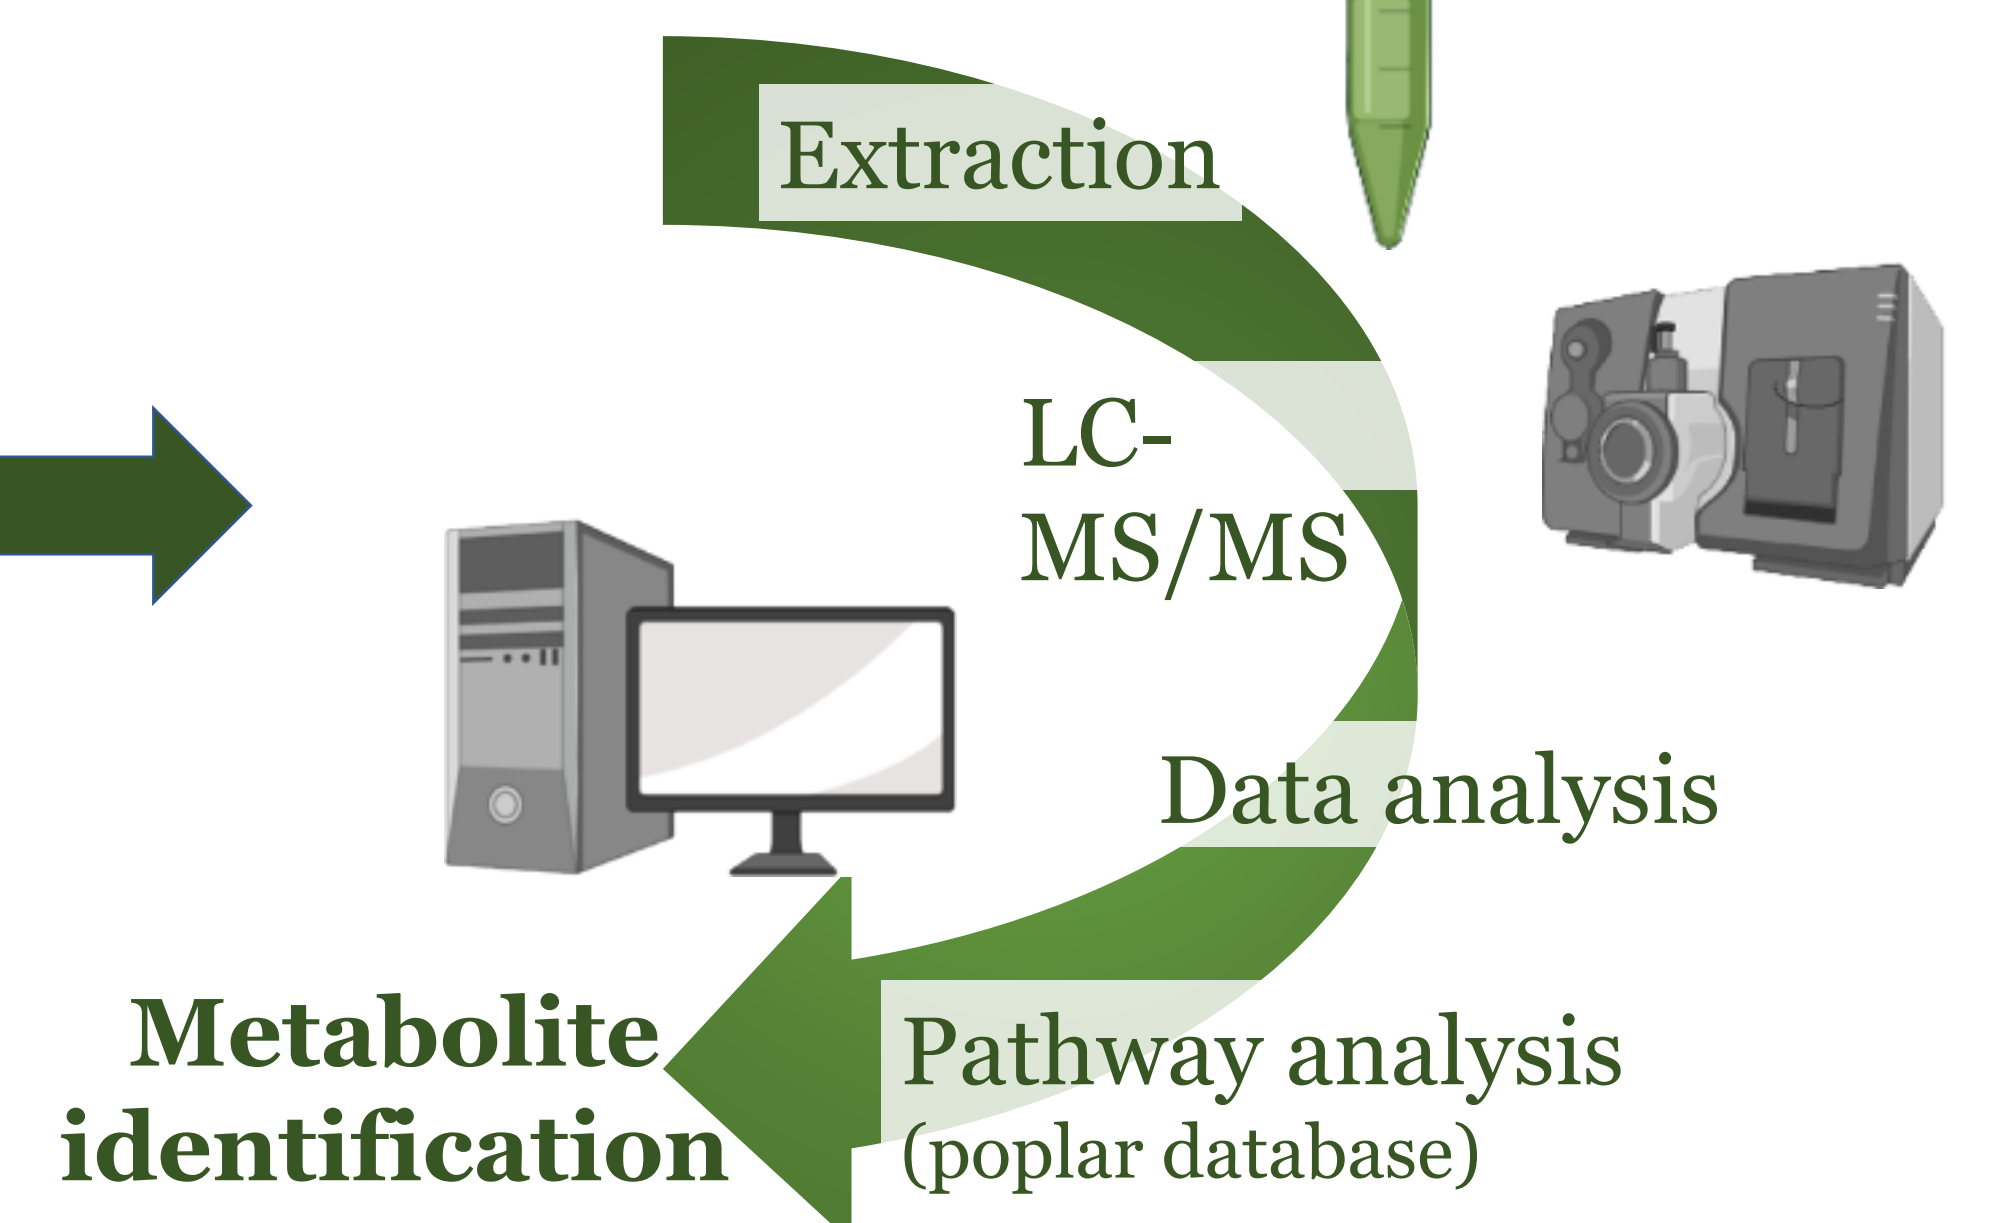 Extraction
LC-
MS/MS
Data analysis
Pathway analysis
(poplar database)
Metabolite
identification